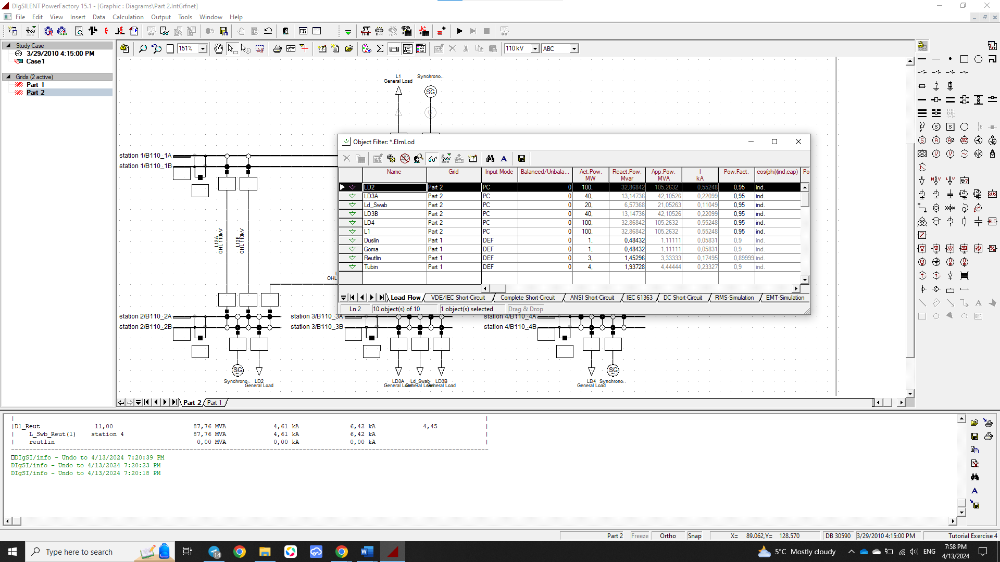 DIgSILENT PowerFactory 15.1 - [Graphic : Diagrams\Part 2.IntGrfnet]
File Edit View Insert Data Calculation Output Tools Window Help
Study Case
3/29/2010 4:15:00 PM
Case1
Grids (2 active)
Part 1
Part 2
151%
110 kV
ABC
L1
General Load
Synchrono..
SG
G
station 1/B110_1A
station 1/B110_1B
L12A
OHL 110kV
L12B
OHL 110kV
OHL
Object Filter: *.ElmLod
Name Grid Input Mode Balanced/Unbala... Act.Pow. MW React.Pow. Mvar App.Pow. MVA I kA Pow.Fact. cos(phi)(ind,cap) Po
LD2 Part 2 PC 0 100, 32,86842 105,2632 0,55248 0,95 ind.
LD3A Part 2 PC 0 40, 13,14736 42,10526 0,22099 0,95 ind.
Ld_Swab Part 2 PC 0 20, 6,57368 21,05263 0,11049 0,95 ind.
LD3B Part 2 PC 0 40, 13,14736 42,10526 0,22099 0,95 ind.
LD4 Part 2 PC 0 100, 32,86842 105,2632 0,55248 0,95 ind.
L1 Part 2 PC 0 100, 32,86842 105,2632 0,55248 0,95 ind.
Duslin Part 1 DEF 0 1, 0,48432 1,11111 0,05831 0,9 ind.
Goma Part 1 DEF 0 1, 0,48432 1,11111 0,05831 0,9 ind.
Reutlin Part 1 DEF 0 3, 1,45296 3,33333 0,17495 0,89999 ind.
Tubin Part 1 DEF 0 4, 1,93728 4,44444 0,23327 0,9 ind.
Load Flow VDE/IEC Short-Circuit Complete Short-Circuit ANSI Short-Circuit IEC 61363 DC Short-Circuit RMS-Simulation EMT-Simulation
Ln 2 10 object(s) of 10 1 object(s) selected Drag & Drop
station 2/B110_2A
station 2/B110_2B
station 3/B110_3A
station 3/B110_3B
station 4/B110_4A
station 4/B110_4B
SG
Synchrono..
LD2
General Load
LD3A
General Load
Ld_Swab
General Load
LD3B
General Load
LD4
General Load
SG
Synchrono..
Part 2 Part 1
D1_Reut 11,00 87,76 MVA 4,61 kA 6,42 kA 4,45
L_Swb_Reut(1) station 4 87,76 MVA 4,61 kA 6,42 kA
reutlin 0,00 MVA 0,00 kA 0,00 kA
DIgSI/info - Undo to 4/13/2024 7:20:39 PM
DIgSI/info - Undo to 4/13/2024 7:20:23 PM
DIgSI/info - Undo to 4/13/2024 7:20:18 PM
Part 2 Freeze Ortho Snap X= 89.062,Y= 128.570 DB 30590 3/29/2010 4:15:00 PM Tutorial Exercise 4
Type here to search
14
5°C Mostly cloudy
ENG
7:58 PM
4/13/2024